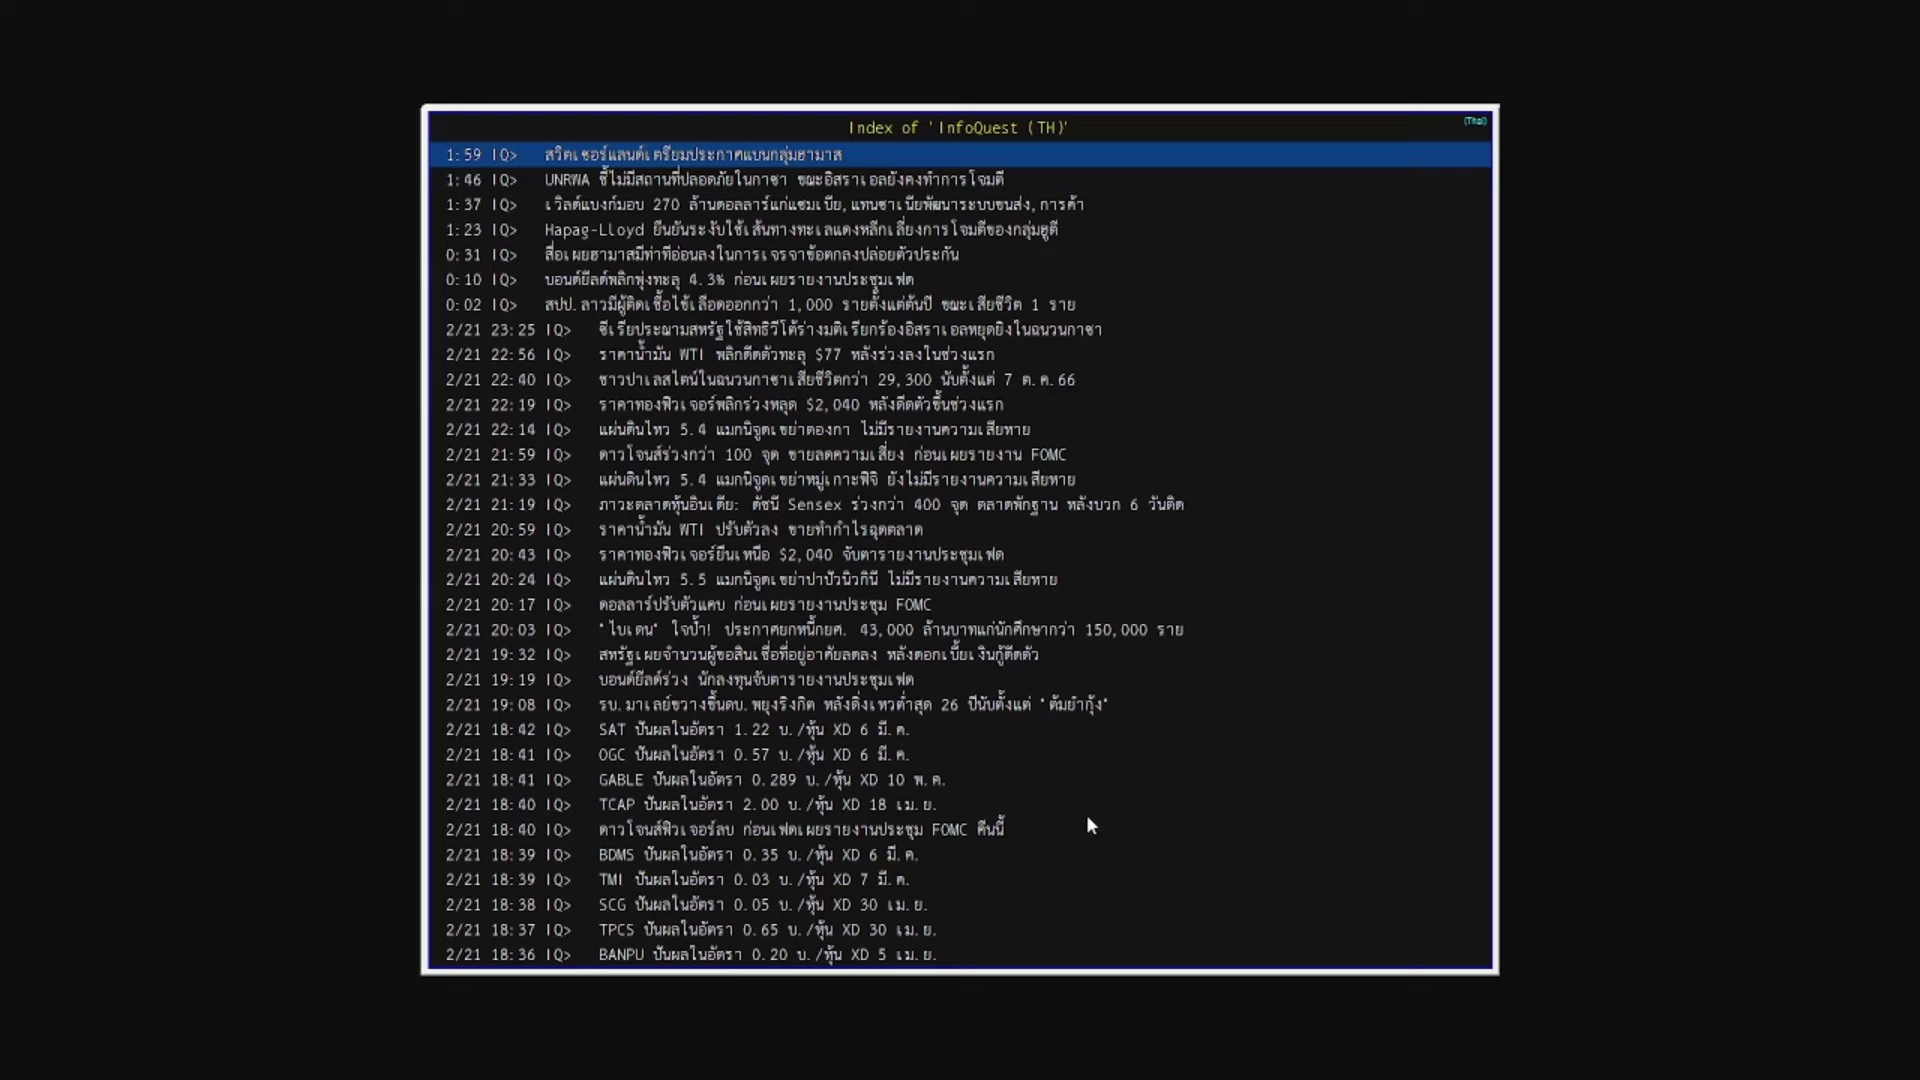 Index of 'InfoQuest (TH)'
(Thai)
1:59 IQ> สวิตเซอร์แลนด์เตรียมประกาศแบนกลุ่มฮามาส
1:46 IQ> UNRWA ชี้ไม่มีสถานที่ปลอดภัยในกาซา ขณะอิสราเอลยังคงทำการโจมตี
1:37 IQ> เวิลด์แบงก์มอบ 270 ล้านดอลลาร์แก่แซมเบีย,แทนซาเนียพัฒนาระบบขนส่ง,การค้า
1:23 IQ> Hapag-Lloyd ยืนยันระงับใช้เส้นทางทะเลแดงหลีกเลี่ยงการโจมตีของกลุ่มฮูตี
0:31 IQ> สื่อเผยฮามาสมีท่าทีอ่อนลงในการเจรจาข้อตกลงปล่อยตัวประกัน
0:10 IQ> บอนด์ยีลด์พลิกพุ่งทะลุ 4.3% ก่อนเผยรายงานประชุมเฟด
0:02 IQ> สปป.ลาวมีผู้ติดเชื้อไข้เลือดออกกว่า 1,000 รายตั้งแต่ต้นปี ขณะเสียชีวิต 1 ราย
2/21 23:25 IQ> ซีเรียประณามสหรัฐใช้สิทธิวีโต้ร่างมติเรียกร้องอิสราเอลหยุดยิงในฉนวนกาซา
2/21 22:56 IQ> ราคาน้ำมัน WTI พลิกดีดตัวทะลุ $77 หลังร่วงลงในช่วงแรก
2/21 22:40 IQ> ชาวปาเลสไตน์ในฉนวนกาซาเสียชีวิตกว่า 29,300 นับตั้งแต่ 7 ต.ค.66
2/21 22:19 IQ> ราคาทองฟิวเจอร์พลิกร่วงหลุด $2,040 หลังดีดตัวขึ้นช่วงแรก
2/21 22:14 IQ> แผ่นดินไหว 5.4 แมกนิจูดเขย่าตองกา ไม่มีรายงานความเสียหาย
2/21 21:59 IQ> ดาวโจนส์ร่วงกว่า 100 จุด ขายลดความเสี่ยง ก่อนเผยรายงาน FOMC
2/21 21:33 IQ> แผ่นดินไหว 5.4 แมกนิจูดเขย่าหมู่เกาะฟิจิ ยังไม่มีรายงานความเสียหาย
2/21 21:19 IQ> ภาวะตลาดหุ้นอินเดีย: ดัชนี Sensex ร่วงกว่า 400 จุด ตลาดพักฐาน หลังบวก 6 วันติด
2/21 20:59 IQ> ราคาน้ำมัน WTI ปรับตัวลง ขายทำกำไรฉุดตลาด
2/21 20:43 IQ> ราคาทองฟิวเจอร์ยืนเหนือ $2,040 จับตารายงานประชุมเฟด
2/21 20:24 IQ> แผ่นดินไหว 5.5 แมกนิจูดเขย่าปาปัวนิวกินี ไม่มีรายงานความเสียหาย
2/21 20:17 IQ> ดอลลาร์ปรับตัวแคบ ก่อนเผยรายงานประชุม FOMC
2/21 20:03 IQ> "ไบเดน" ใจป้ำ! ประกาศยกหนี้กยศ. 43,000 ล้านบาทแก่นักศึกษากว่า 150,000 ราย
2/21 19:32 IQ> สหรัฐเผยจำนวนผู้ขอสินเชื่อที่อยู่อาศัยลดลง หลังดอกเบี้ยเงินกู้ดีดตัว
2/21 19:19 IQ> บอนด์ยีลด์ร่วง นักลงทุนจับตารายงานประชุมเฟด
2/21 19:08 IQ> รบ.มาเลย์ขวางขึ้นดบ.พยุงริงกิต หลังดิ่งเหวต่ำสุด 26 ปีนับตั้งแต่ "ต้มยำกุ้ง"
2/21 18:42 IQ> SAT ปันผลในอัตรา 1.22 บ./หุ้น XD 6 มี.ค.
2/21 18:41 IQ> OGC ปันผลในอัตรา 0.57 บ./หุ้น XD 6 มี.ค.
2/21 18:41 IQ> GABLE ปันผลในอัตรา 0.289 บ./หุ้น XD 10 พ.ค.
2/21 18:40 IQ> TCAP ปันผลในอัตรา 2.00 บ./หุ้น XD 18 เม.ย.
2/21 18:40 IQ> ดาวโจนส์ฟิวเจอร์ลบ ก่อนเฟดเผยรายงานประชุม FOMC คืนนี้
2/21 18:39 IQ> BDMS ปันผลในอัตรา 0.35 บ./หุ้น XD 6 มี.ค.
2/21 18:39 IQ> TMI ปันผลในอัตรา 0.03 บ./หุ้น XD 7 มี.ค.
2/21 18:38 IQ> SCG ปันผลในอัตรา 0.05 บ./หุ้น XD 30 เม.ย.
2/21 18:37 IQ> TPCS ปันผลในอัตรา 0.65 บ./หุ้น XD 30 เม.ย.
2/21 18:36 IQ> BANPU ปันผลในอัตรา 0.20 บ./หุ้น XD 5 เม.ย.